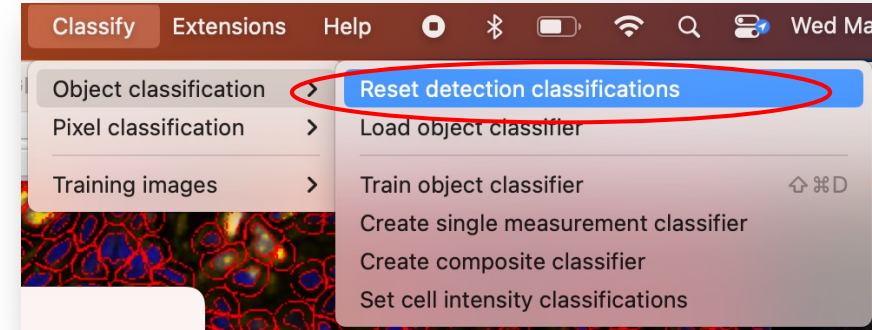 Classify Extensions Help Wed Ma
Object classification > Reset detection classifications
Pixel classification > Load object classifier
Training images > Train object classifier ⇧⌘D
Create single measurement classifier
Create composite classifier
Set cell intensity classifications